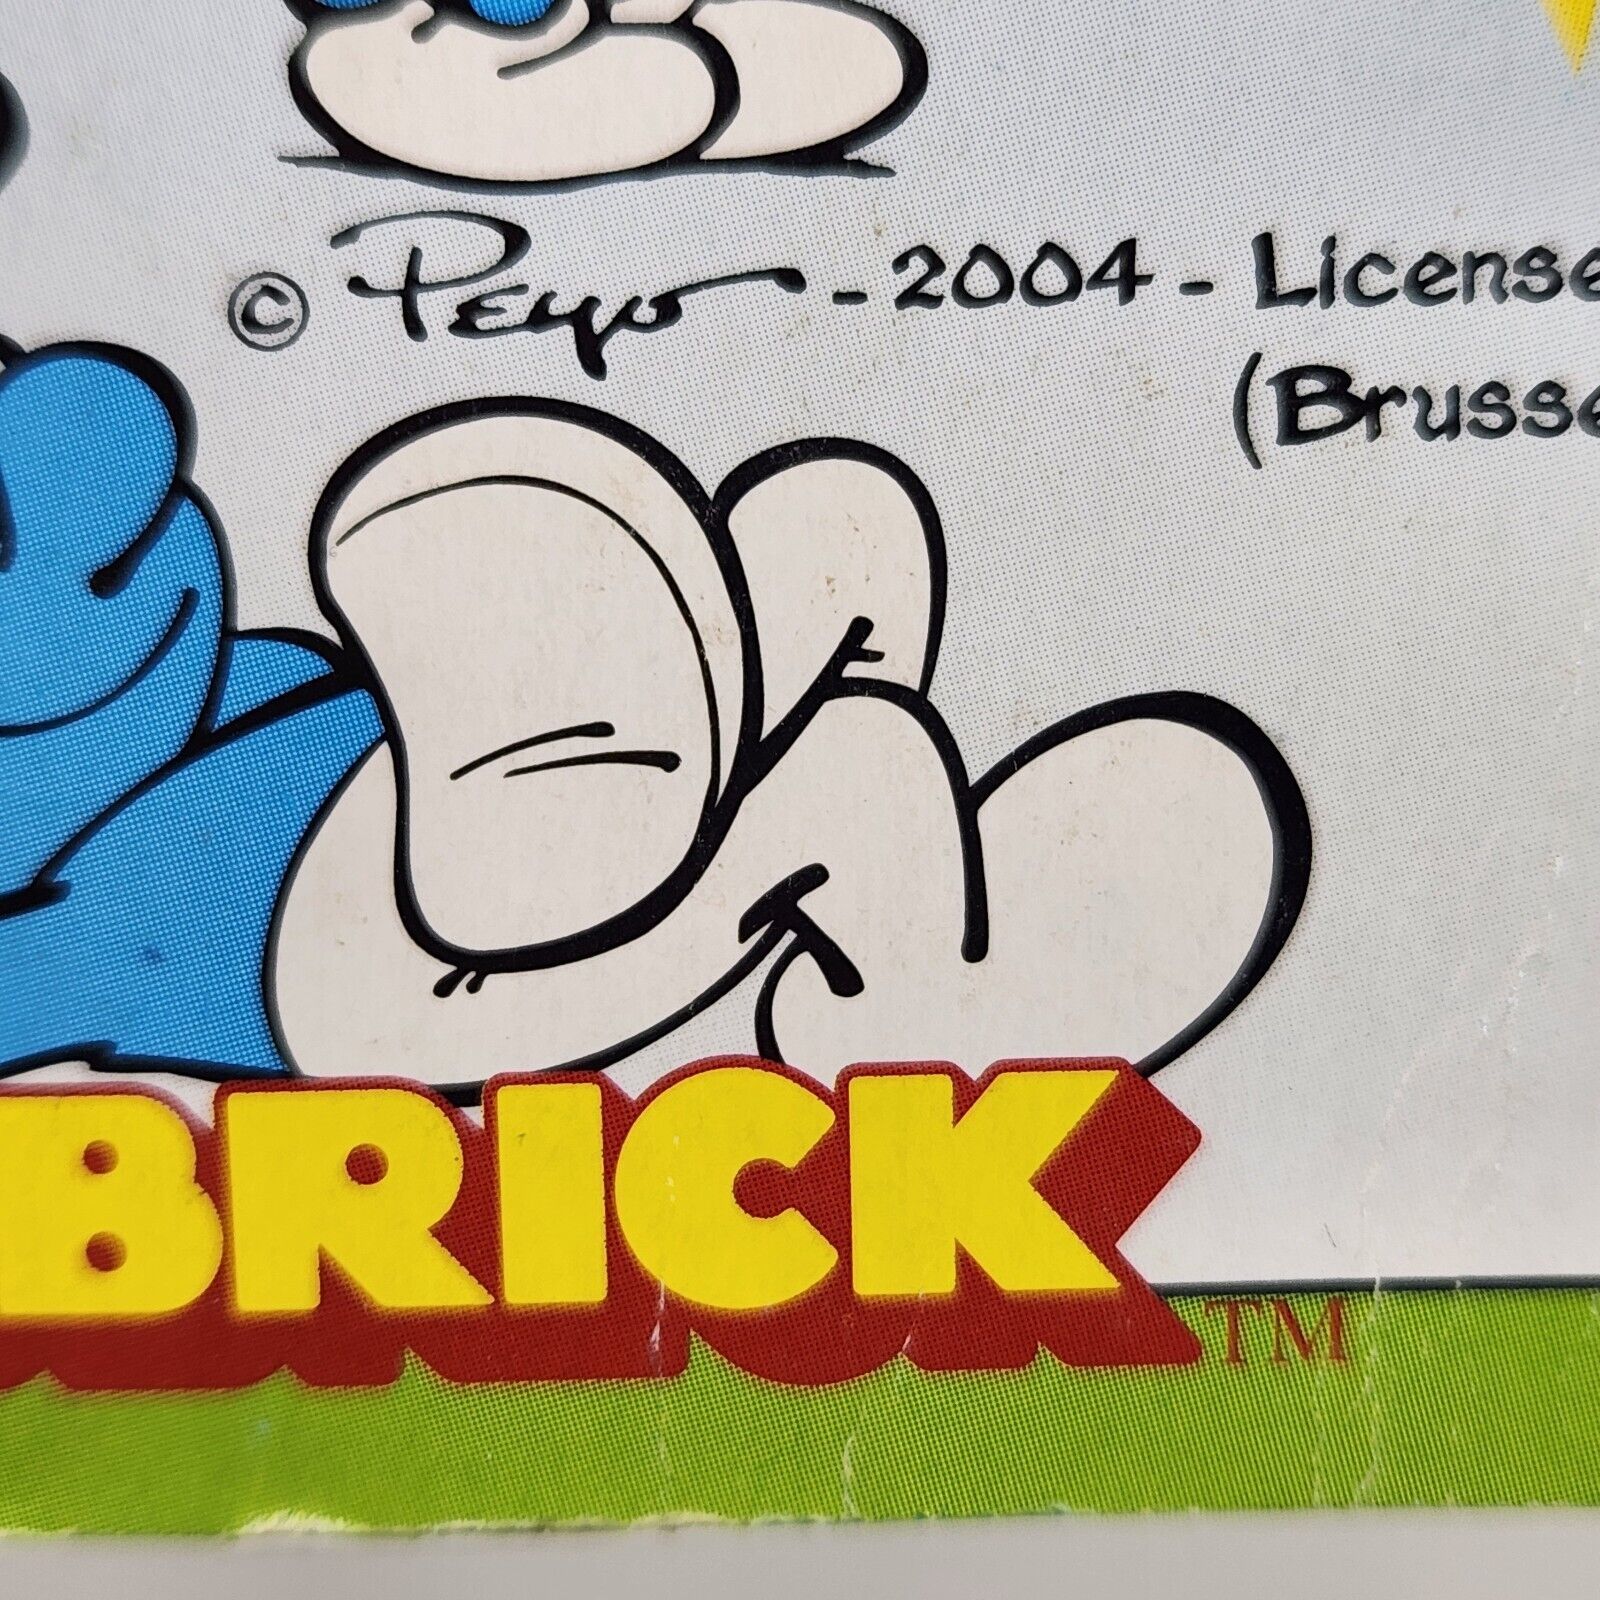 © Peyo - 2004 - License
(Brusse
BRICK TM